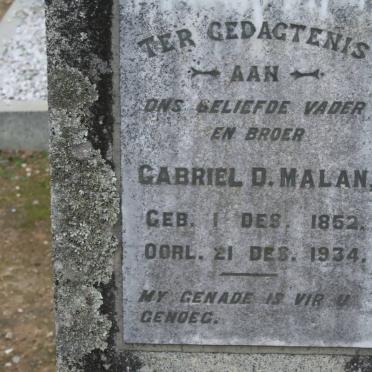 TER GEDAGTENIS
AAN
ONS GELIEFDE VADER
EN BROER
GABRIEL D. MALAN,
GEB. 1 DES. 1852.
OORL. 21 DES. 1934.
MY GENADE IS VIR U
GENOEG.